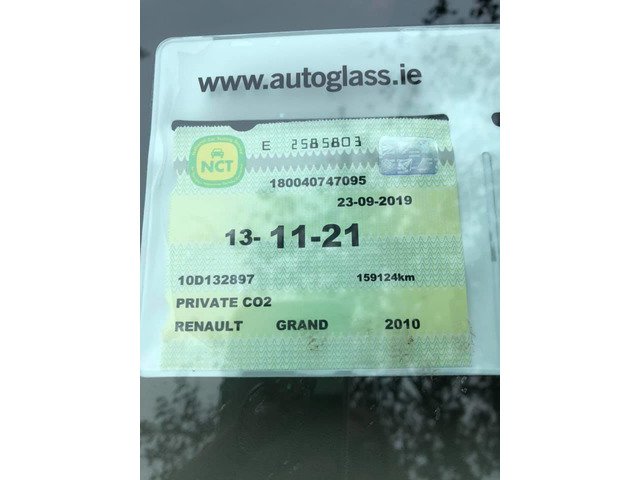 www.autoglass.ie
NCT
E 2585803
180040747095
23-09-2019
13- 11-21
10D132897 159124km
PRIVATE CO2
RENAULT GRAND 2010